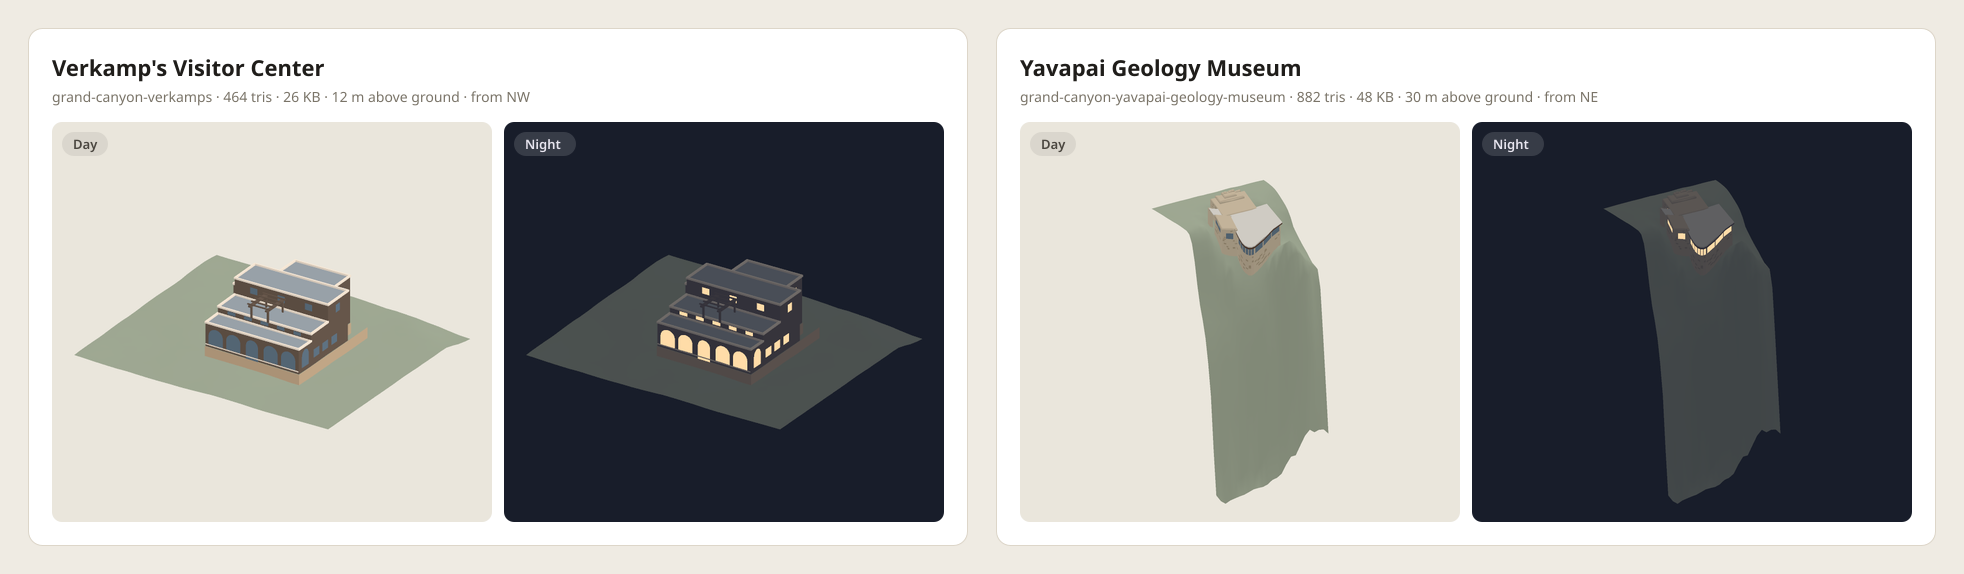 Verkamp's Visitor Center
grand-canyon-verkamps · 464 tris · 26 KB · 12 m above ground · from NW
Day
Night
Yavapai Geology Museum
grand-canyon-yavapai-geology-museum · 882 tris · 48 KB · 30 m above ground · from NE
Day
Night